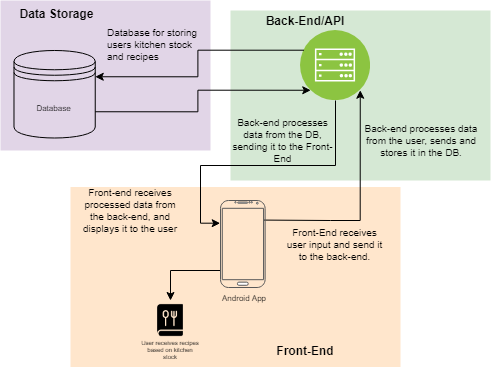 Data Storage
Back-End/API
Database for storing
users kitchen stock
and recipes
Database
Back-end processes
data from the DB,
sending it to the Front-
End
Back-end processes data
from the user, sends and
stores it in the DB.
Front-end receives
processed data from
the back-end, and
displays it to the user
Front-End receives
user input and send it
to the back-end.
Android App
User receives recipes
based on kitchen
stock
Front-End